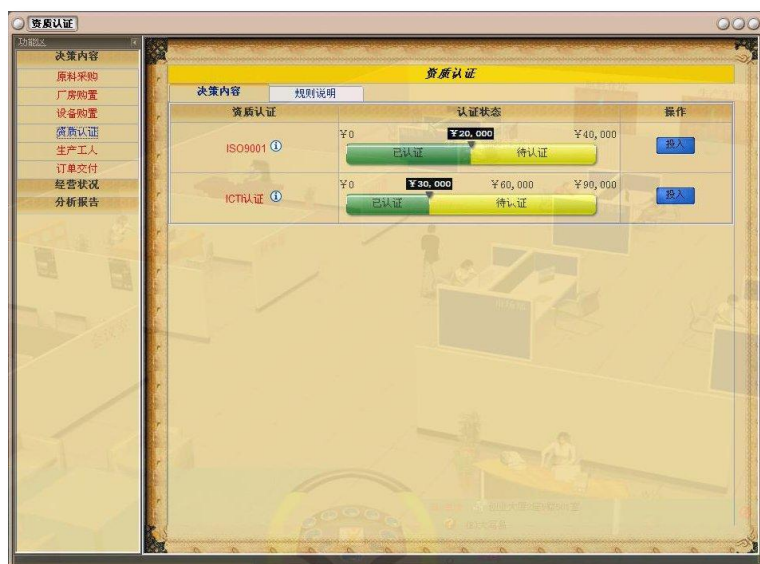 资质认证
功能区
决策内容
原料采购
厂房购置
设备购置
资质认证
生产工人
订单交付
经营状况
分析报告
资质认证
决策内容 规则说明
资质认证 认证状态 操作
¥0 ¥20,000 ¥40,000
ISO9001 已认证 待认证 投入
¥0 ¥30,000 ¥60,000 ¥90,000
ICTI认证 已认证 待认证 投入